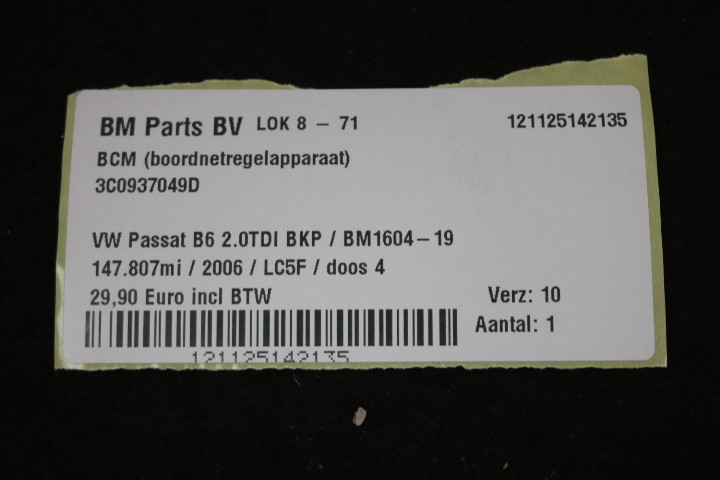 BM Parts BV LOK 8 - 71 121125142135
BCM (boordnetregelapparaat)
3C0937049D
VW Passat B6 2.0TDI BKP / BM1604-19
147.807mi / 2006 / LC5F / doos 4
29,90 Euro incl BTW Verz: 10
Aantal: 1
121125142135